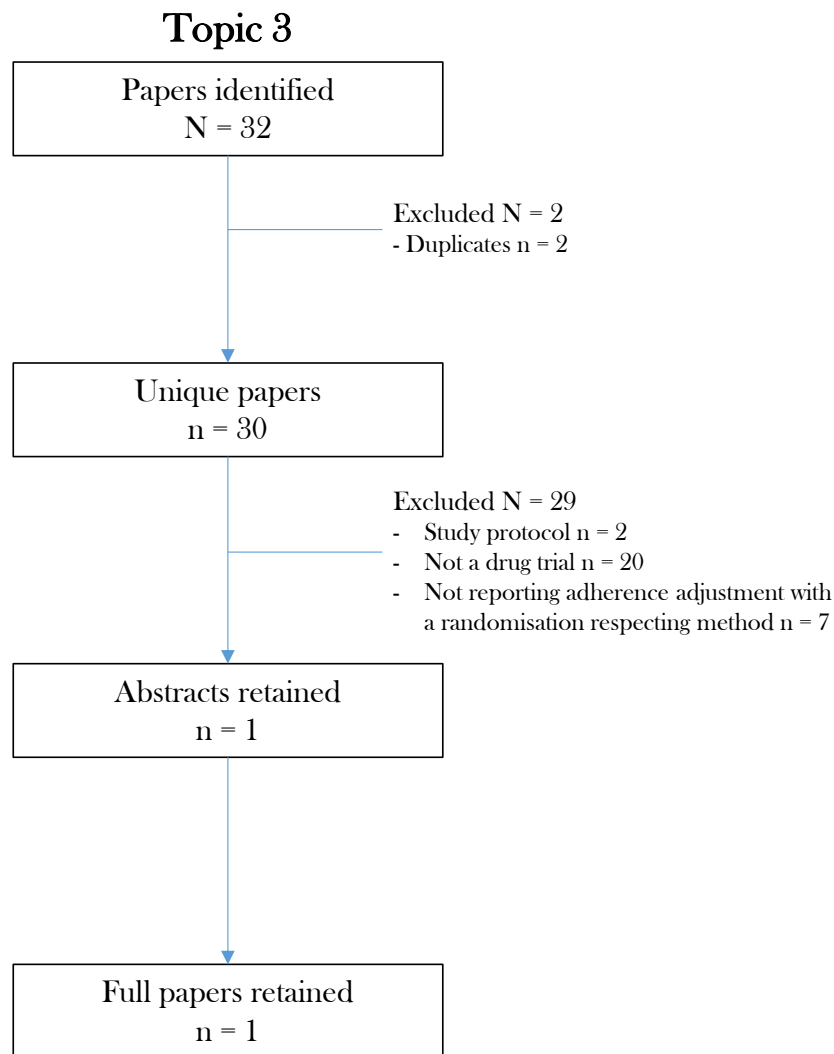 Topic 3
Papers identified
N = 32
Excluded N = 2
- Duplicates n = 2
Unique papers
n = 30
Excluded N = 29
- Study protocol n = 2
- Not a drug trial n = 20
- Not reporting adherence adjustment with
a randomisation respecting method n = 7
Abstracts retained
n = 1
Full papers retained
n = 1